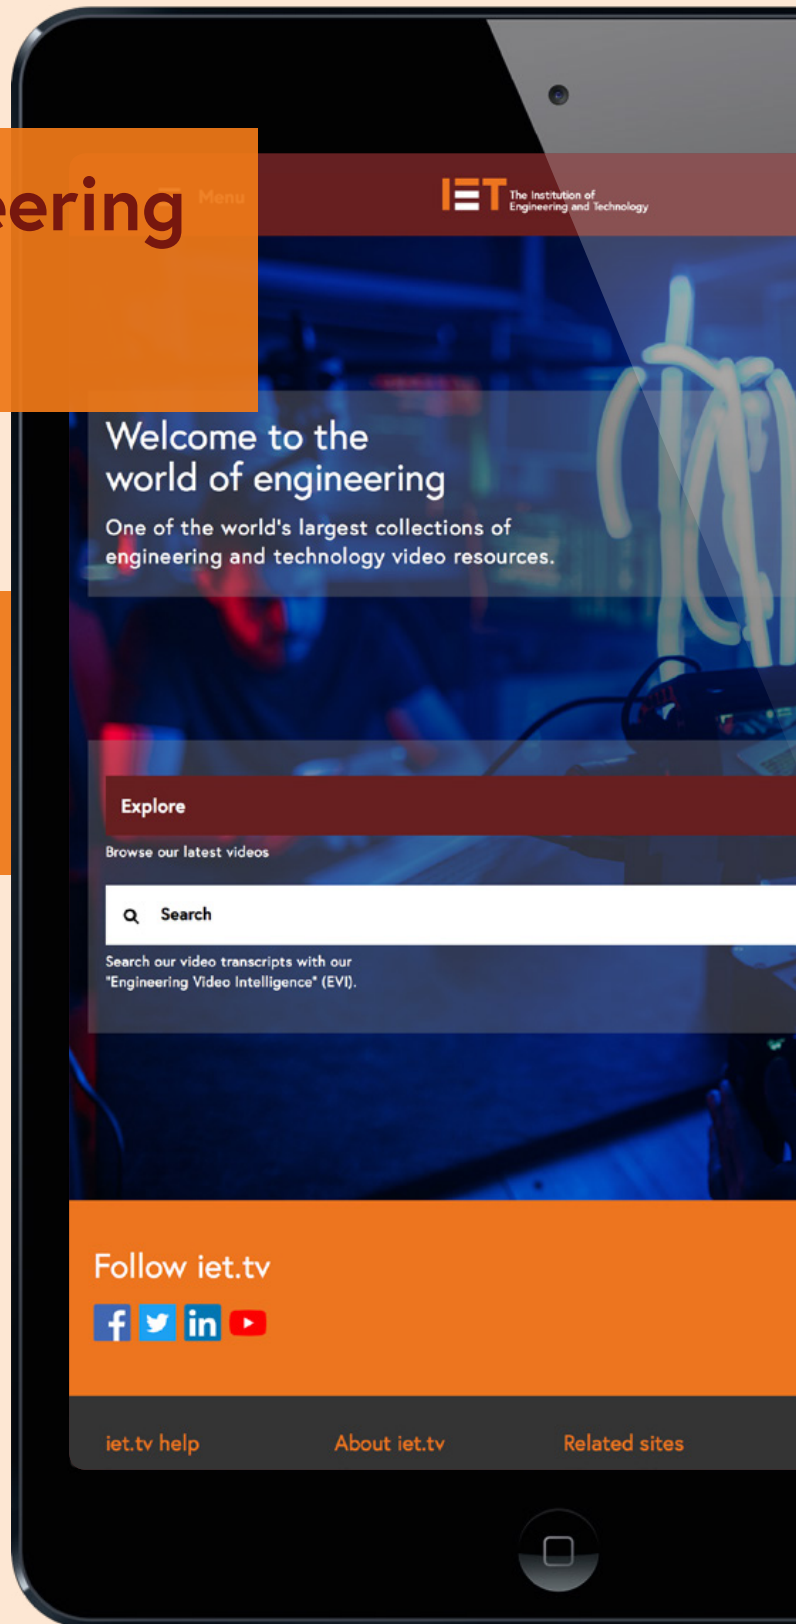 eering
Menu
IET The Institution of
Engineering and Technology
Welcome to the
world of engineering
One of the world's largest collections of
engineering and technology video resources.
Explore
Browse our latest videos
Search
Search our video transcripts with our
"Engineering Video Intelligence" (EVI).
Follow iet.tv
iet.tv help
About iet.tv
Related sites